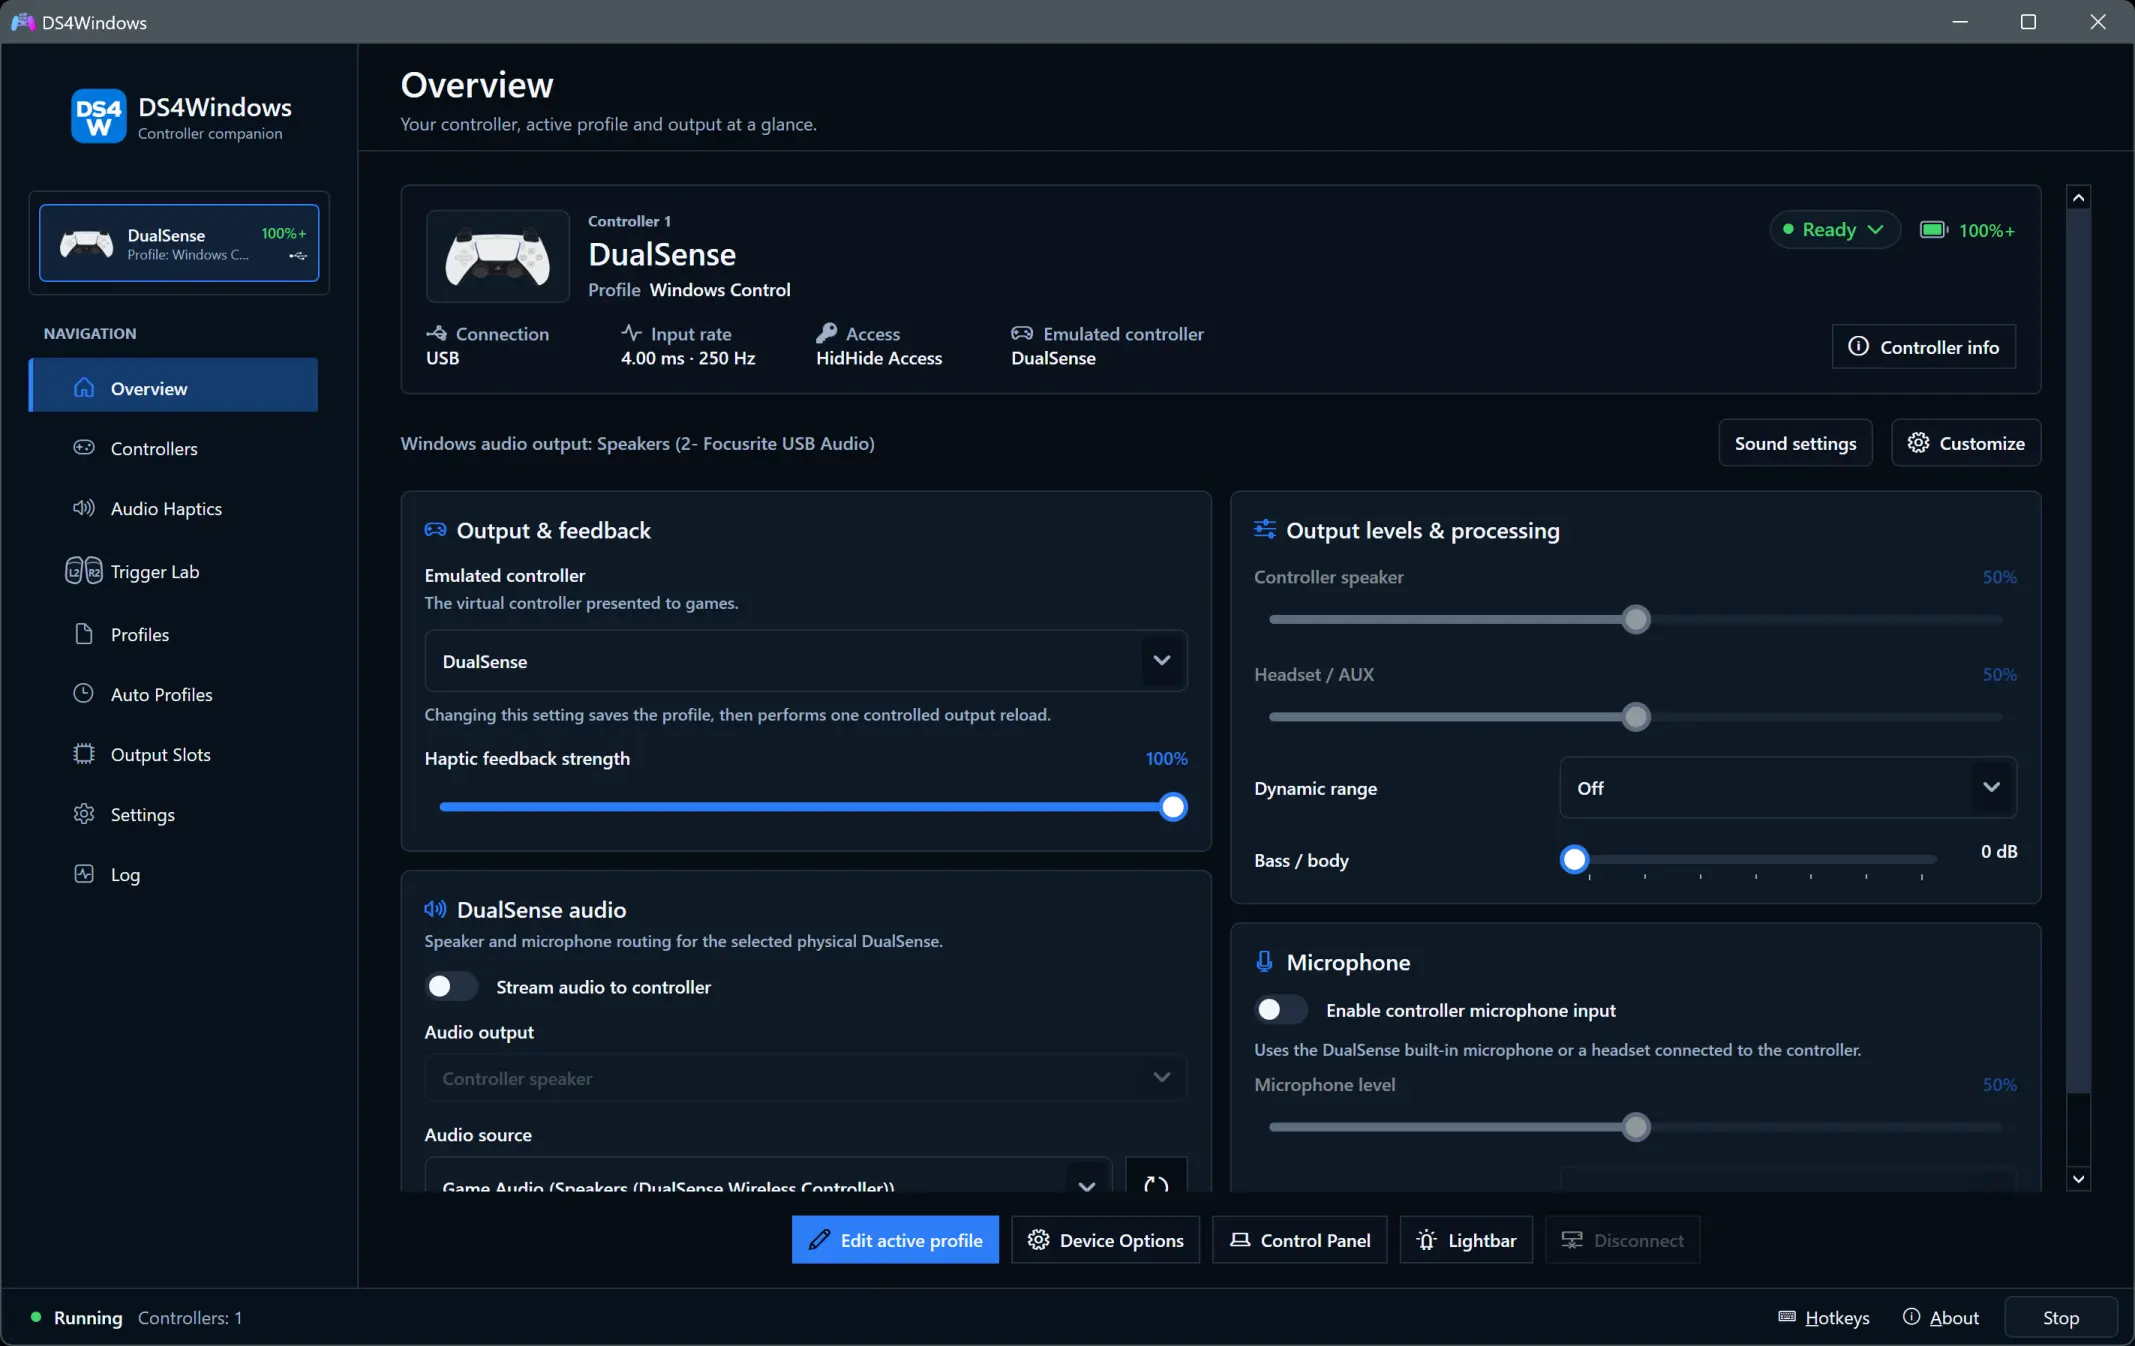 DS4Windows
DS4
W
DS4Windows
Controller companion
DualSense
100%+
Profile: Windows C...
NAVIGATION
Overview
Controllers
Audio Haptics
L2 R2 Trigger Lab
Profiles
Auto Profiles
Output Slots
Settings
Log
Overview
Your controller, active profile and output at a glance.
Controller 1
DualSense
Profile Windows Control
Ready
100%+
Connection
USB
Input rate
4.00 ms · 250 Hz
Access
HidHide Access
Emulated controller
DualSense
Controller info
Windows audio output: Speakers (2- Focusrite USB Audio)
Sound settings
Customize
Output & feedback
Emulated controller
The virtual controller presented to games.
DualSense
Changing this setting saves the profile, then performs one controlled output reload.
Haptic feedback strength
100%
DualSense audio
Speaker and microphone routing for the selected physical DualSense.
Stream audio to controller
Audio output
Controller speaker
Audio source
Game Audio (Speakers (DualSense Wireless Controller))
Output levels & processing
Controller speaker
50%
Headset / AUX
50%
Dynamic range
Off
Bass / body
0 dB
Microphone
Enable controller microphone input
Uses the DualSense built-in microphone or a headset connected to the controller.
Microphone level
50%
Edit active profile
Device Options
Control Panel
Lightbar
Disconnect
Running
Controllers: 1
Hotkeys
About
Stop